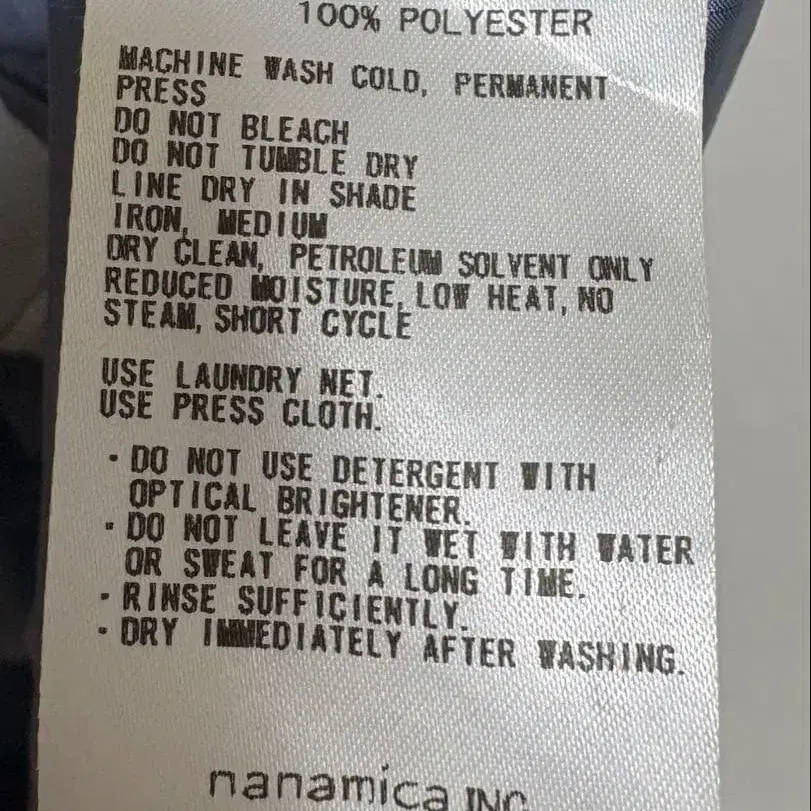 100% POLYESTER
MACHINE WASH COLD, PERMANENT
PRESS
DO NOT BLEACH
DO NOT TUMBLE DRY
LINE DRY IN SHADE
IRON, MEDIUM
DRY CLEAN, PETROLEUM SOLVENT ONLY
REDUCED MOISTURE, LOW HEAT, NO
STEAM, SHORT CYCLE
USE LAUNDRY NET.
USE PRESS CLOTH.
・DO NOT USE DETERGENT WITH
OPTICAL BRIGHTENER.
・DO NOT LEAVE IT WET WITH WATER
OR SWEAT FOR A LONG TIME.
・RINSE SUFFICIENTLY.
・DRY IMMEDIATELY AFTER WASHING.
nanamica INC.